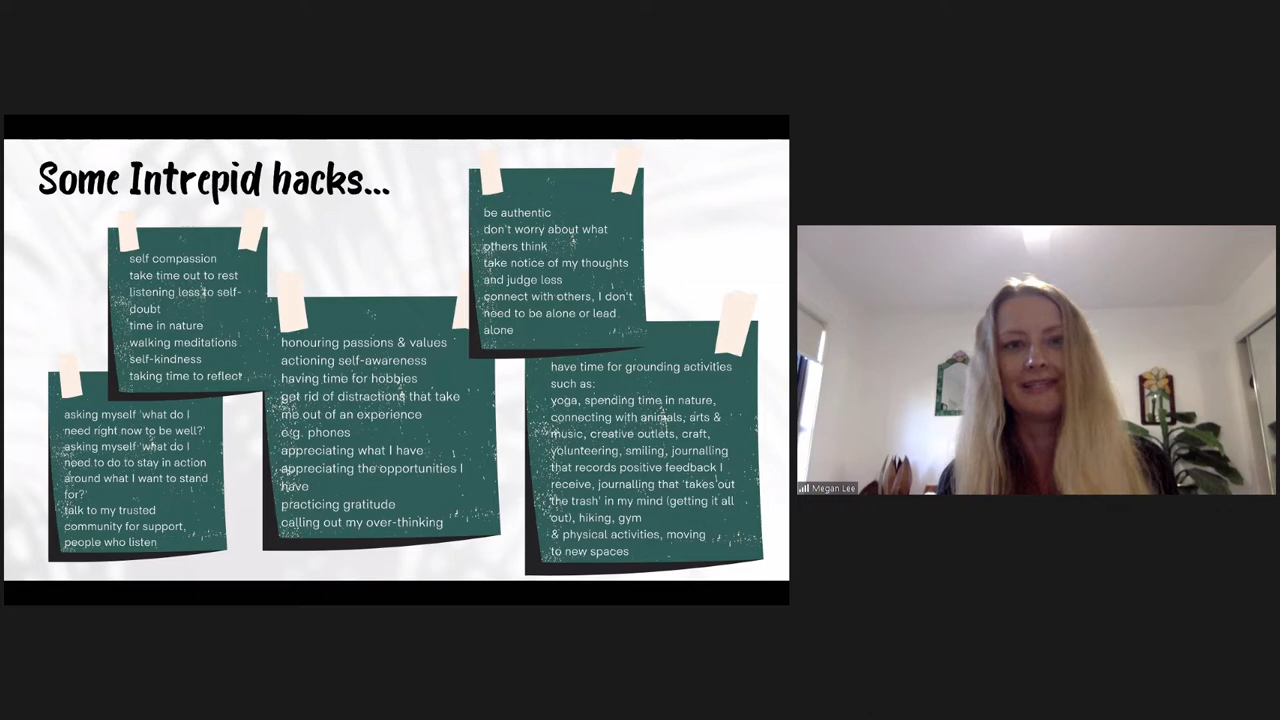 Some Intrepid hacks...
self compassion
take time out to rest
listening less to self-
doubt
time in nature
walking meditations
self-kindness
taking time to reflect
asking myself 'what do I
need right now to be well?'
asking myself 'what do I
need to do to stay in action
around what I want to stand
for?'
talk to my trusted
community for support,
people who listen
honouring passions & values
actioning self-awareness
having time for hobbies
get rid of distractions that take
me out of an experience
e.g. phones
appreciating what I have
appreciating the opportunities I
have
practicing gratitude
calling out my over-thinking
be authentic
don't worry about what
others think
take notice of my thoughts
and judge less
connect with others, I don't
need to be alone or lead
alone
have time for grounding activities
such as:
yoga, spending time in nature,
connecting with animals, arts &
music, creative outlets, craft,
volunteering, smiling, journalling
that records positive feedback I
receive, journalling that 'takes out
the trash' in my mind (getting it all
out), hiking, gym
& physical activities, moving
to new spaces
Megan Lee